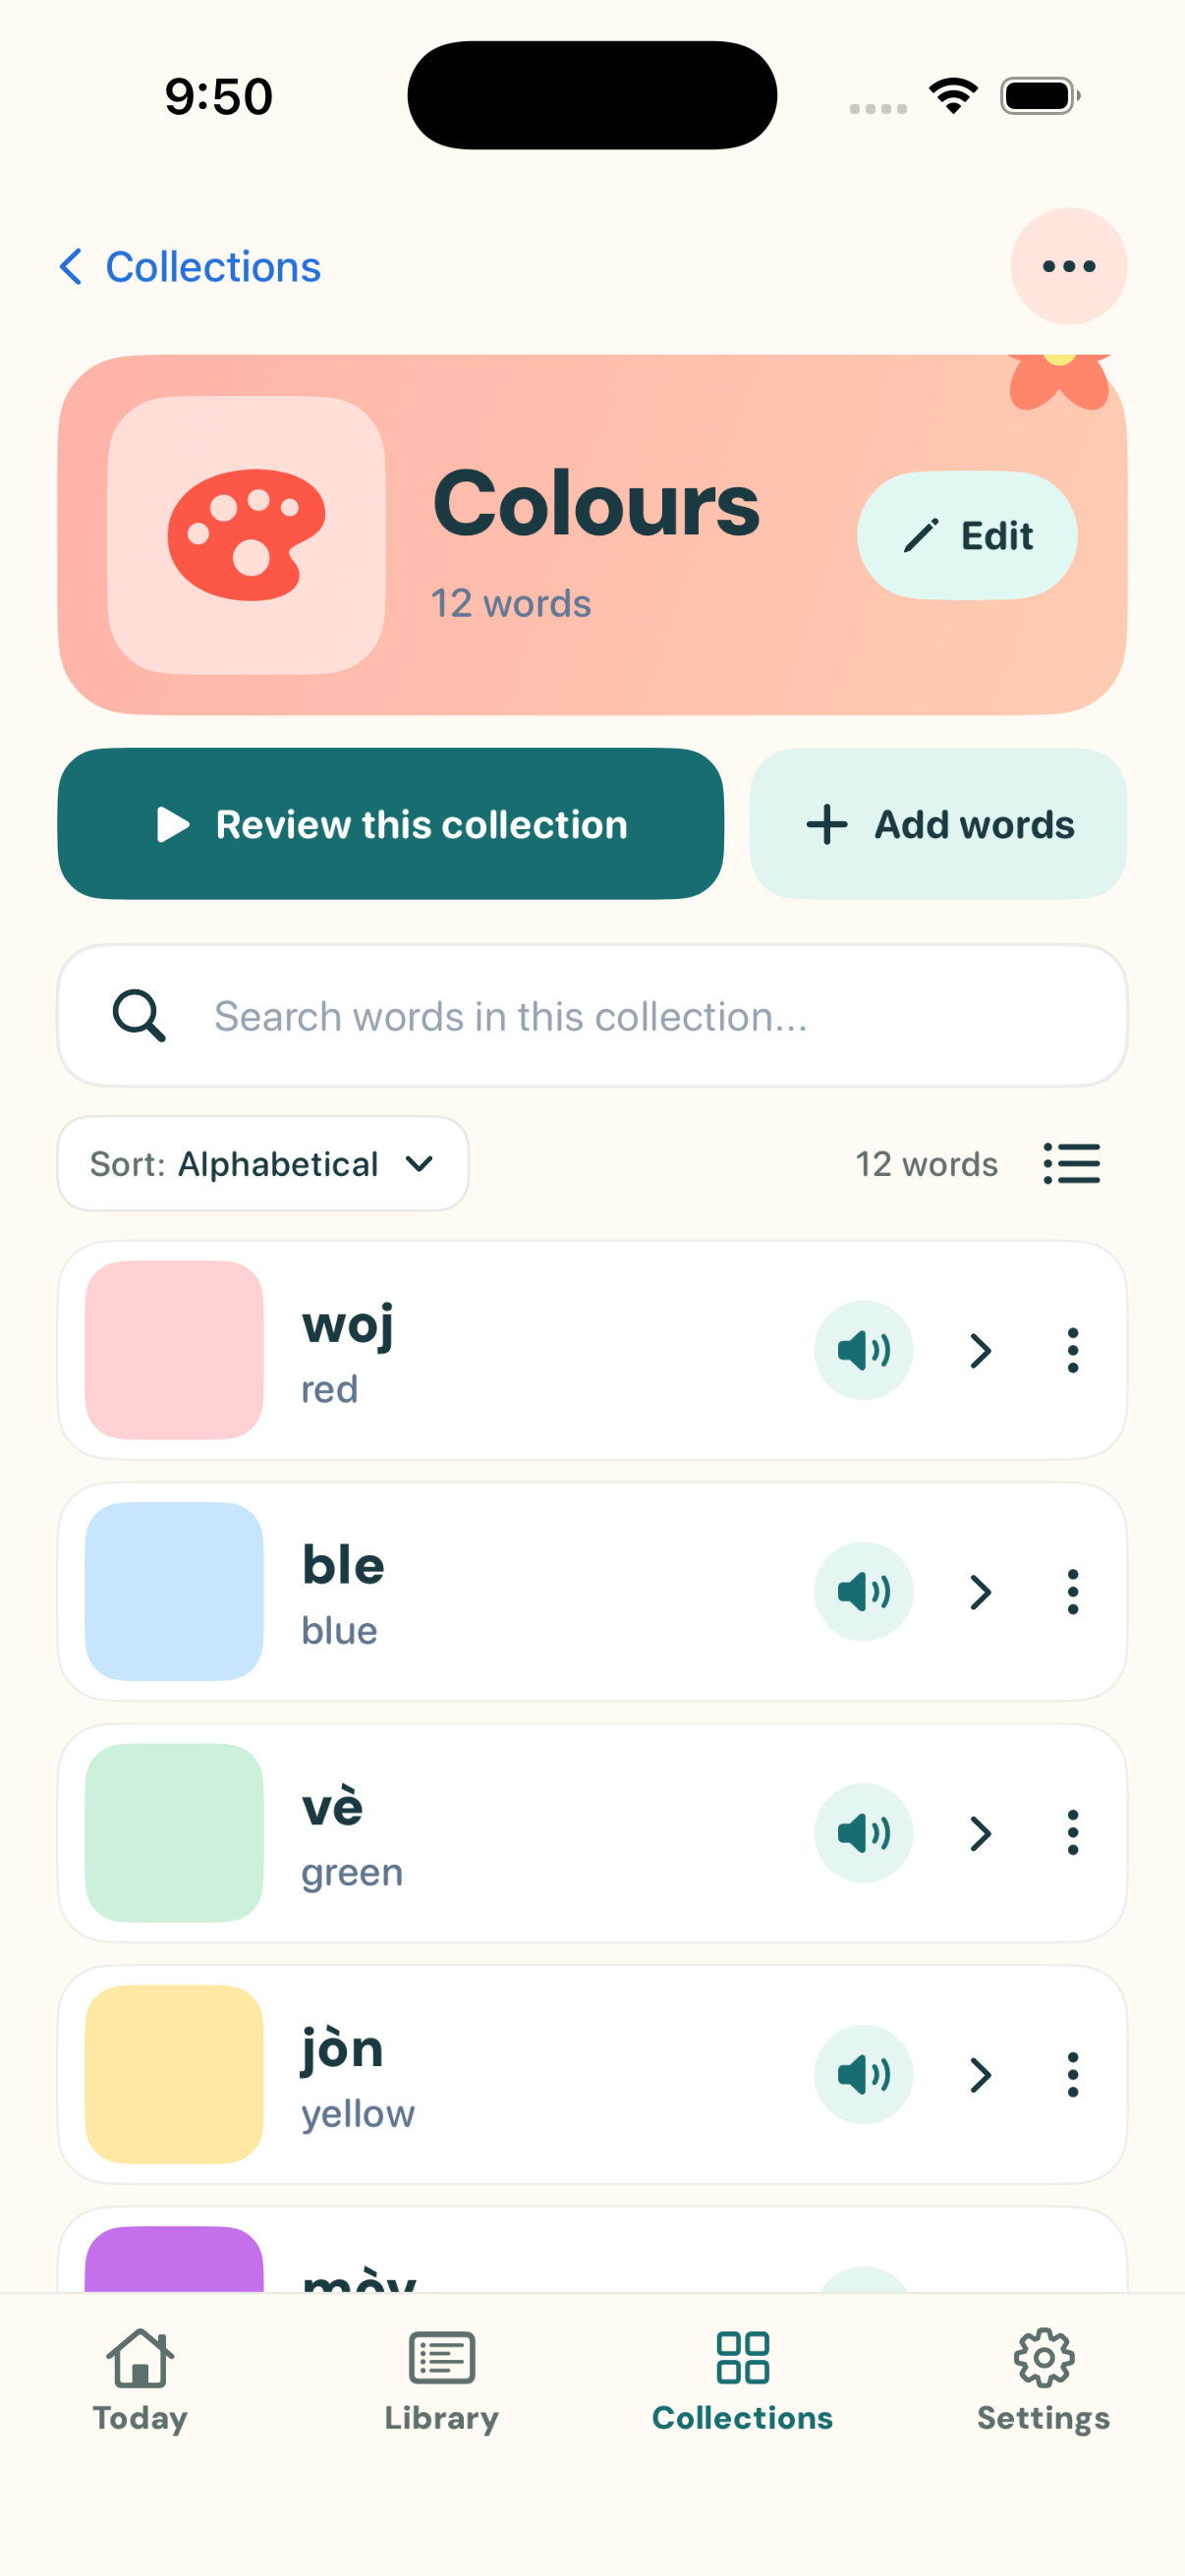 9:50
Collections
Colours
12 words
Edit
Review this collection
Add words
Search words in this collection...
Sort: Alphabetical
12 words
woj
red
ble
blue
vè
green
jòn
yellow
mòv
Today
Library
Collections
Settings